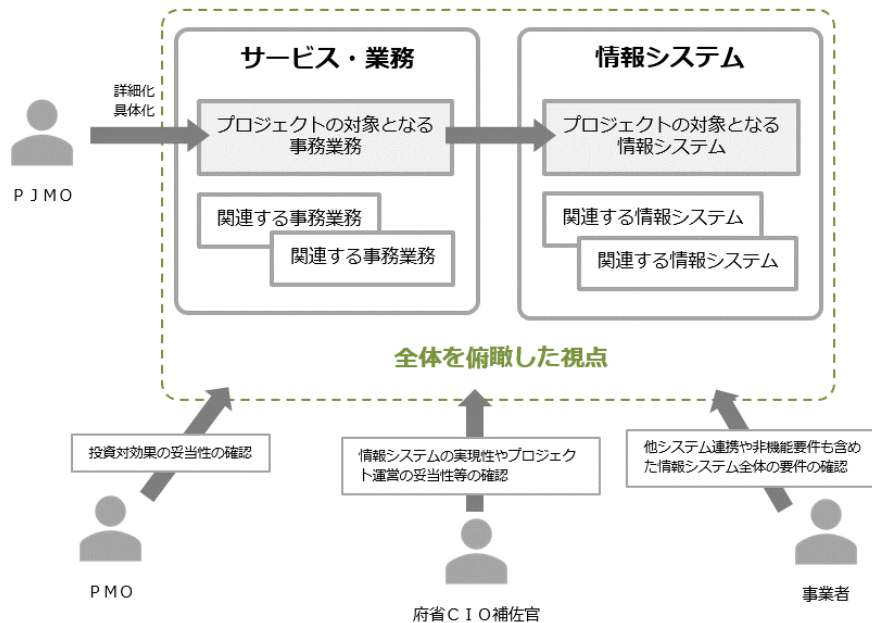 サービス・業務
情報システム
詳細化
具体化
プロジェクトの対象となる
事務業務
プロジェクトの対象となる
情報システム
ＰＪＭＯ
関連する事務業務
関連する事務業務
関連する情報システム
関連する情報システム
全体を俯瞰した視点
投資対効果の妥当性の確認
情報システムの実現性やプロジェク
ト運営の妥当性等の確認
他システム連携や非機能要件も含め
た情報システム全体の要件の確認
ＰＭＯ
府省ＣＩＯ補佐官
事業者